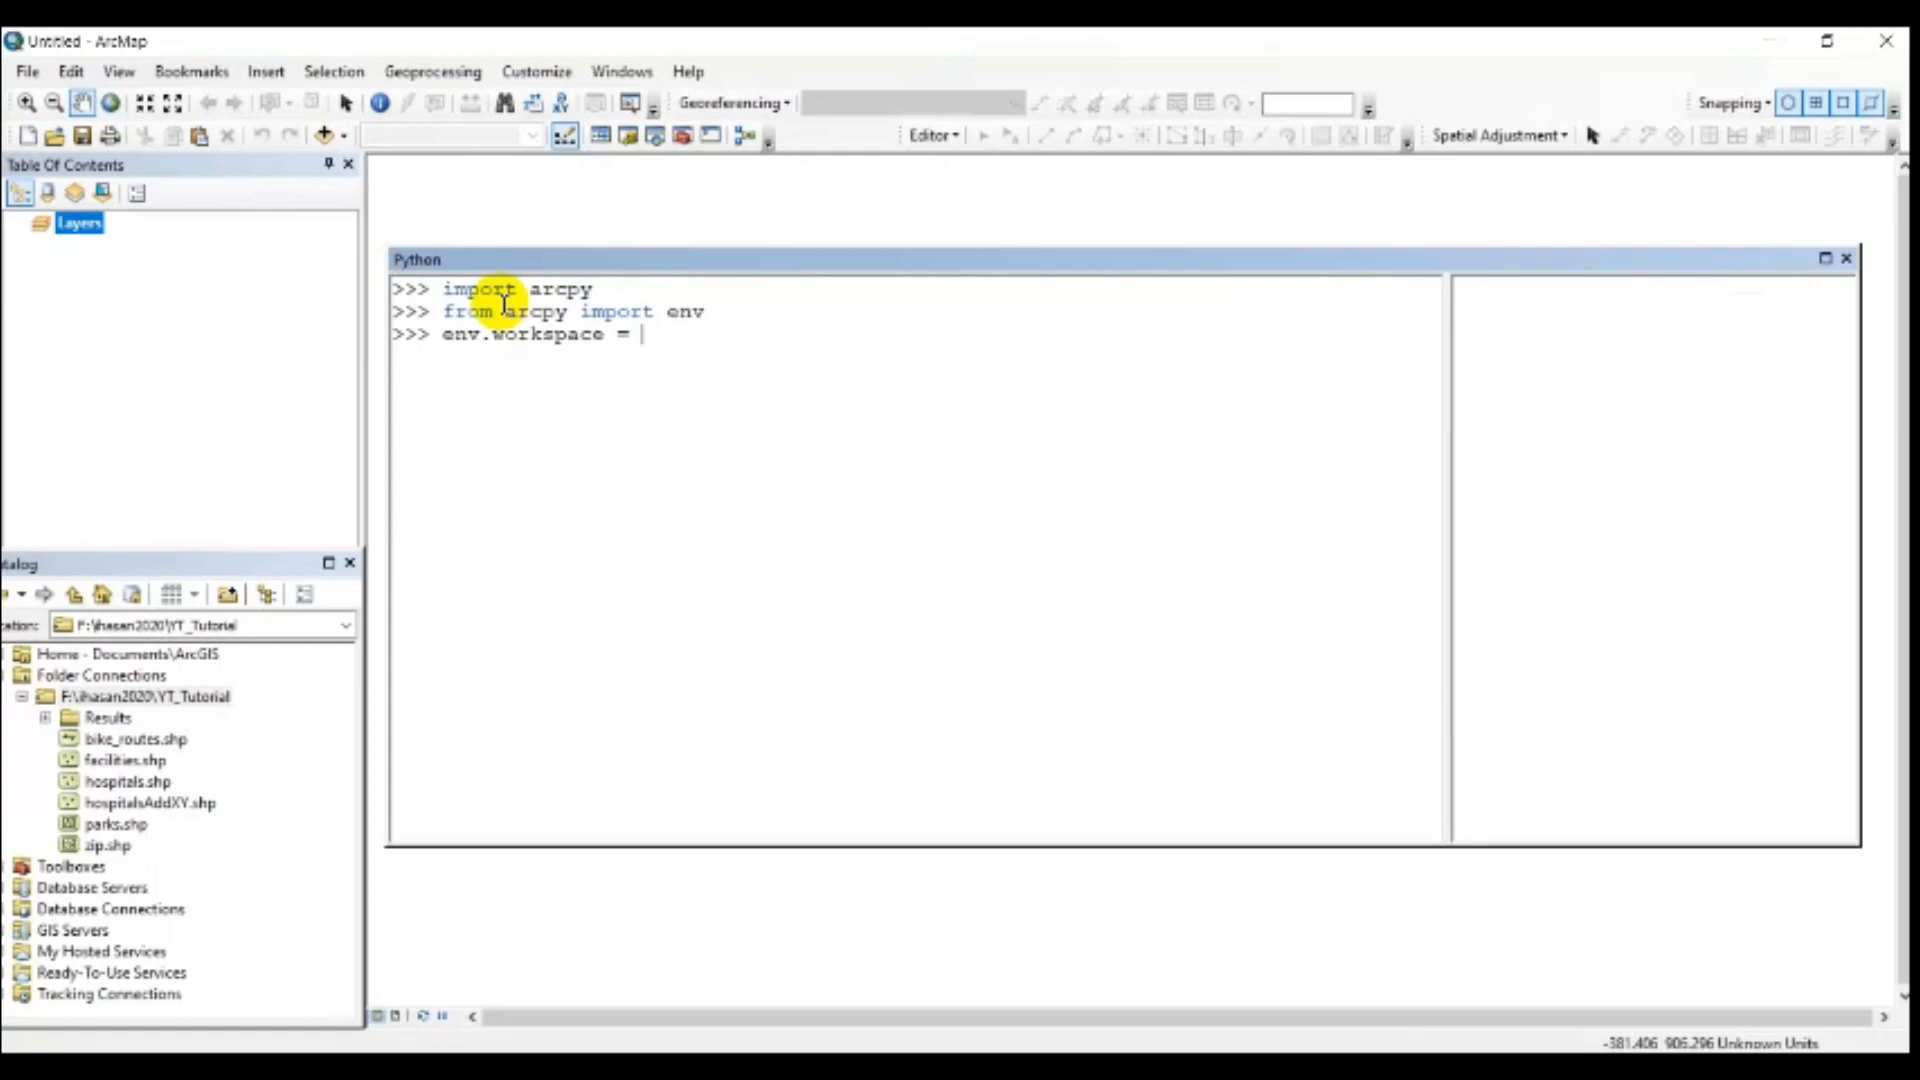 Untitled - ArcMap
File Edit View Bookmarks Insert Selection Geoprocessing Customize Windows Help
Georeferencing
Snapping
Editor
Spatial Adjustment
Table Of Contents
Layers
Python
>>> import arcpy
>>> from arcpy import env
>>> env.workspace =
talog
cation: F:\ihasan2020\YT_Tutorial
Home - Documents\ArcGIS
Folder Connections
F:\ihasan2020\YT_Tutorial
Results
bike_routes.shp
facilities.shp
hospitals.shp
hospitalsAddXY.shp
parks.shp
zip.shp
Toolboxes
Database Servers
Database Connections
GIS Servers
My Hosted Services
Ready-To-Use Services
Tracking Connections
-381.406 906.296 Unknown Units